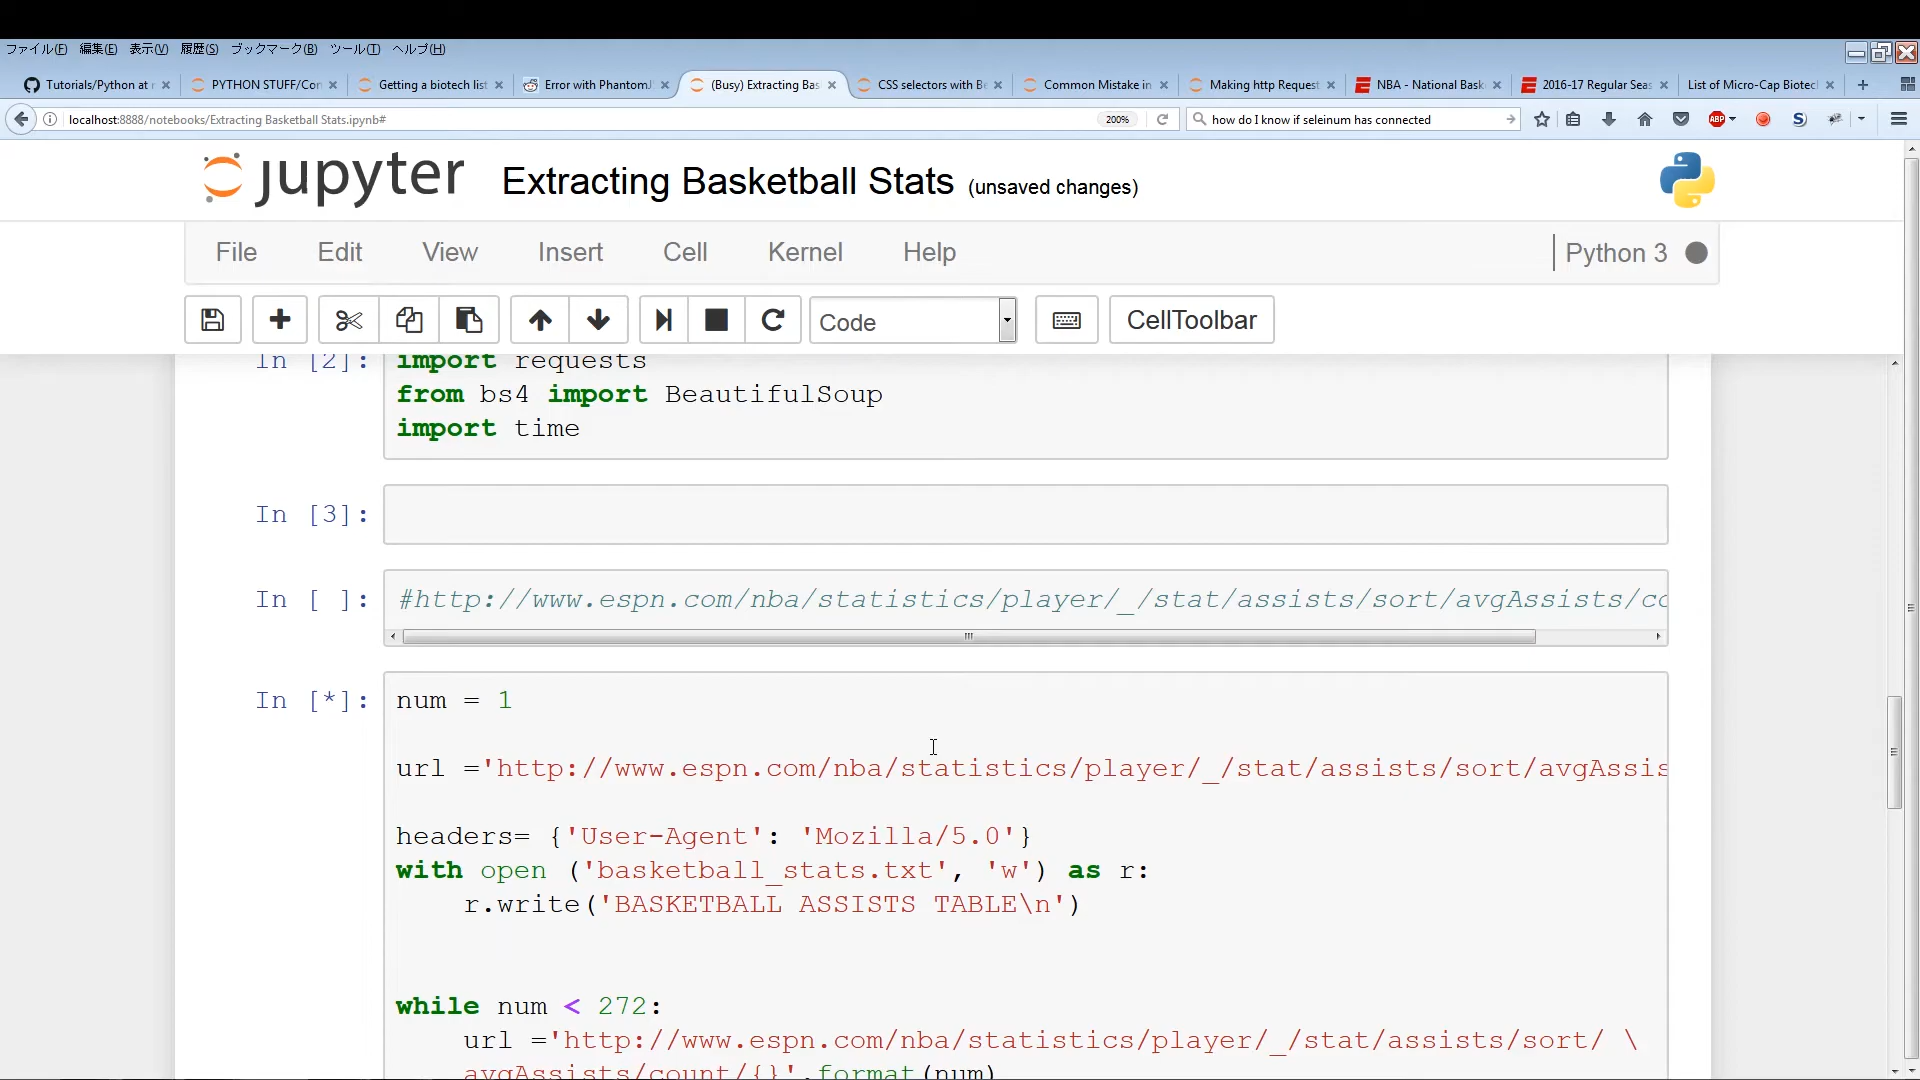 ファイル(F) 編集(E) 表示(V) 履歴(S) ブックマーク(B) ツール(T) ヘルプ(H)
Tutorials/Python at r PYTHON STUFF/Cor Getting a biotech list Error with PhantomJ (Busy) Extracting Bas CSS selectors with Be Common Mistake in Making http Request NBA - National Bask 2016-17 Regular Seas List of Micro-Cap Biotec
localhost:8888/notebooks/Extracting Basketball Stats.ipynb# 200% how do I know if seleinum has connected ABP S
jupyter Extracting Basketball Stats (unsaved changes)
File Edit View Insert Cell Kernel Help Python 3
Code CellToolbar
In [2]: import requests
from bs4 import BeautifulSoup
import time
In [3]:
In [ ]: #http://www.espn.com/nba/statistics/player/_/stat/assists/sort/avgAssists/co
In [*]: num = 1
url ='http://www.espn.com/nba/statistics/player/_/stat/assists/sort/avgAssis
headers= {'User-Agent': 'Mozilla/5.0'}
with open ('basketball_stats.txt', 'w') as r:
r.write('BASKETBALL ASSISTS TABLE\n')
while num < 272:
url ='http://www.espn.com/nba/statistics/player/_/stat/assists/sort/ \
avgAssists/count/{}'.format(num)